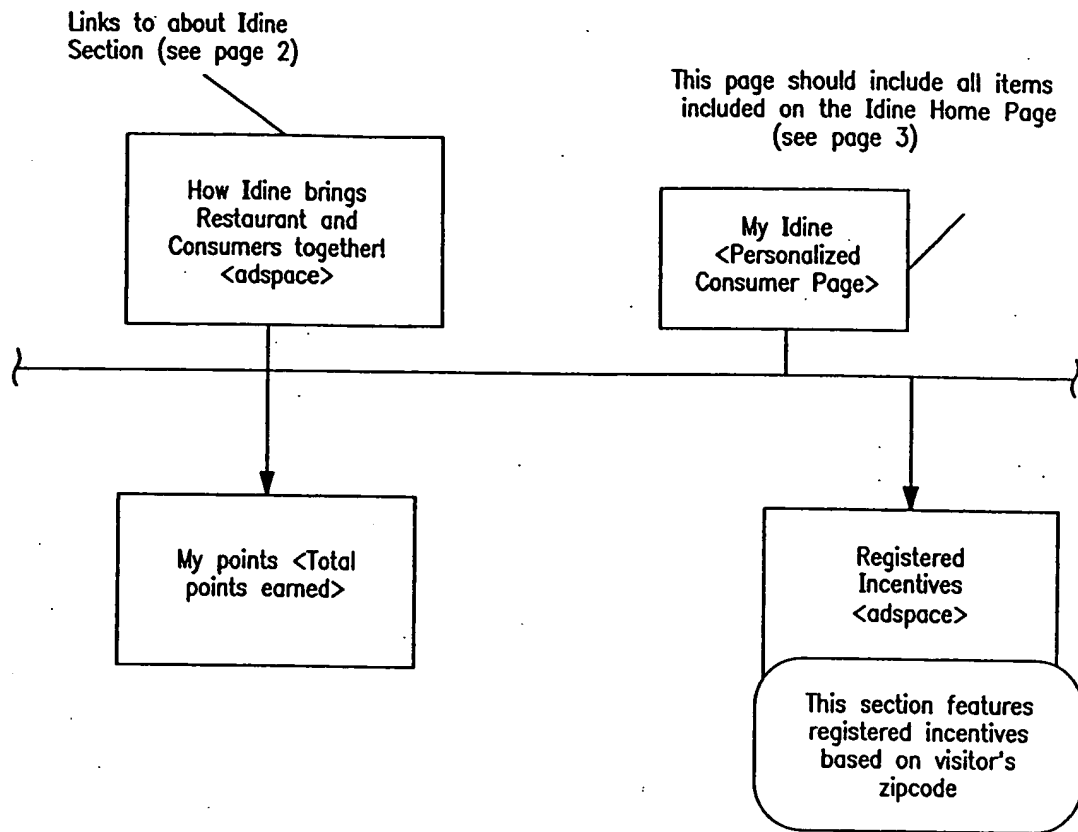 Links to about Idine
Section (see page 2)
This page should include all items
included on the Idine Home Page
(see page 3)
How Idine brings
Restaurant and
Consumers together!
<adspace>
My Idine
<Personalized
Consumer Page>
My points <Total
points earned>
Registered
Incentives
<adspace>
This section features
registered incentives
based on visitor's
zipcode